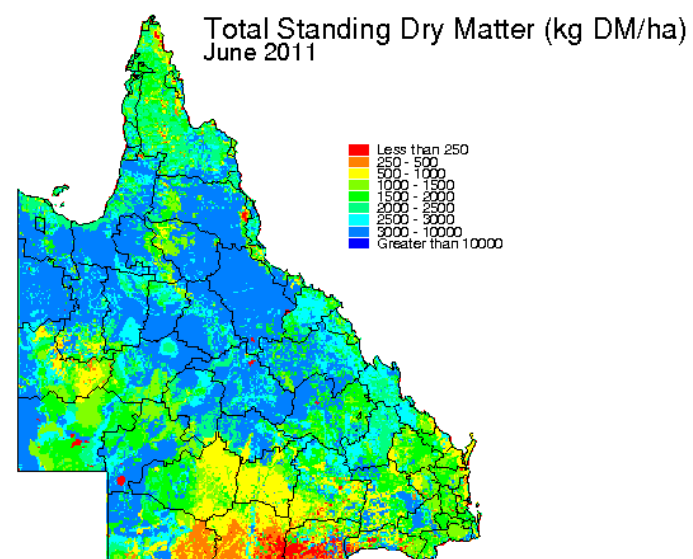 Total Standing Dry Matter (kg DM/ha)
June 2011
Less than 250
250 - 500
500 - 1000
1000 - 1500
1500 - 2000
2000 - 2500
2500 - 3000
3000 - 10000
Greater than 10000